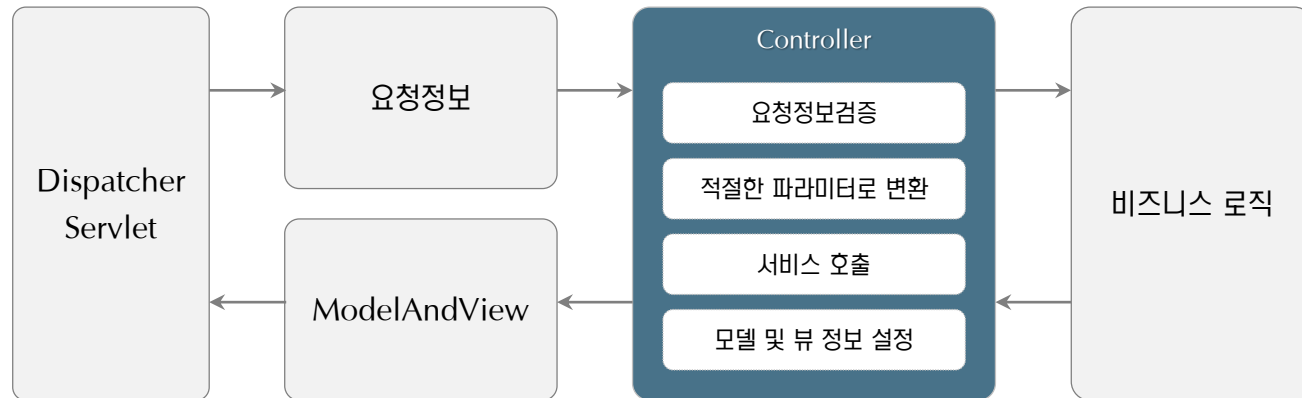 Dispatcher
Servlet
요청정보
ModelAndView
Controller
요청정보검증
적절한 파라미터로 변환
서비스 호출
모델 및 뷰 정보 설정
비즈니스 로직